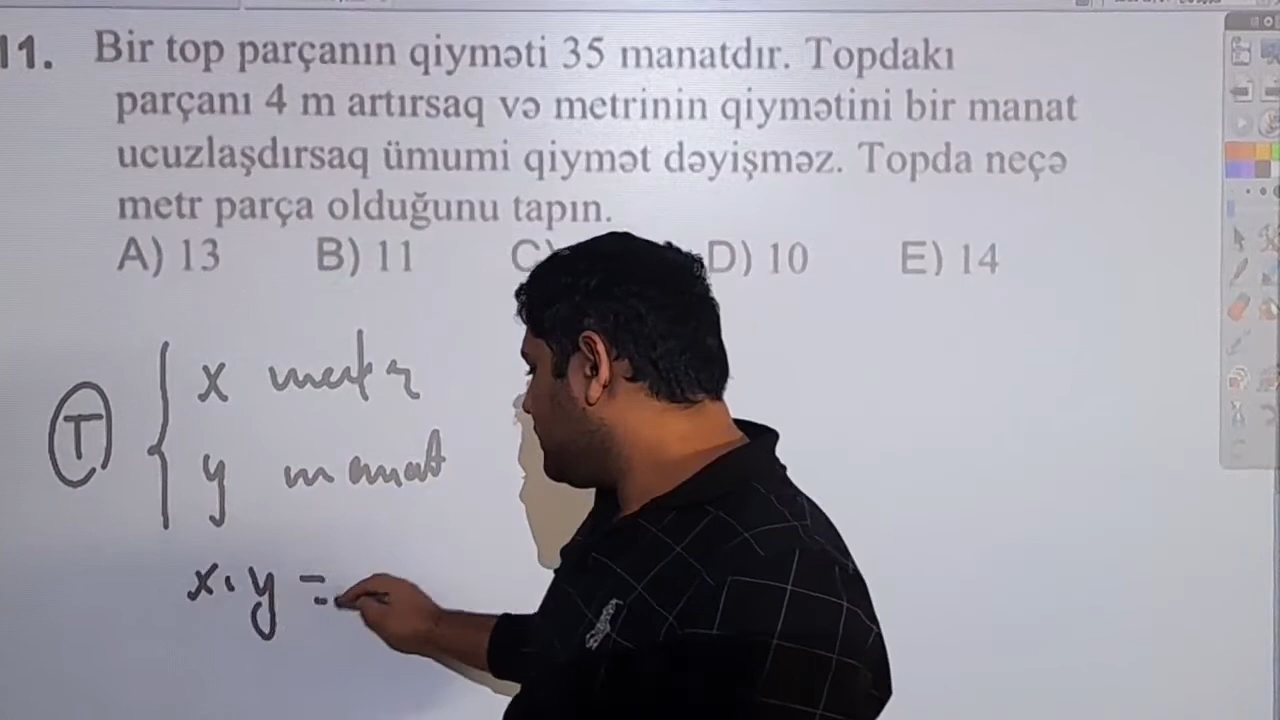 11. Bir top parçanın qiyməti 35 manatdır. Topdakı
parçanı 4 m artırsaq və metrinin qiymətini bir manat
ucuzlaşdırsaq ümumi qiymət dəyişməz. Topda neçə
metr parça olduğunu tapın.
A) 13 B) 11 C) D) 10 E) 14
T { x metr
y manat
x·y =